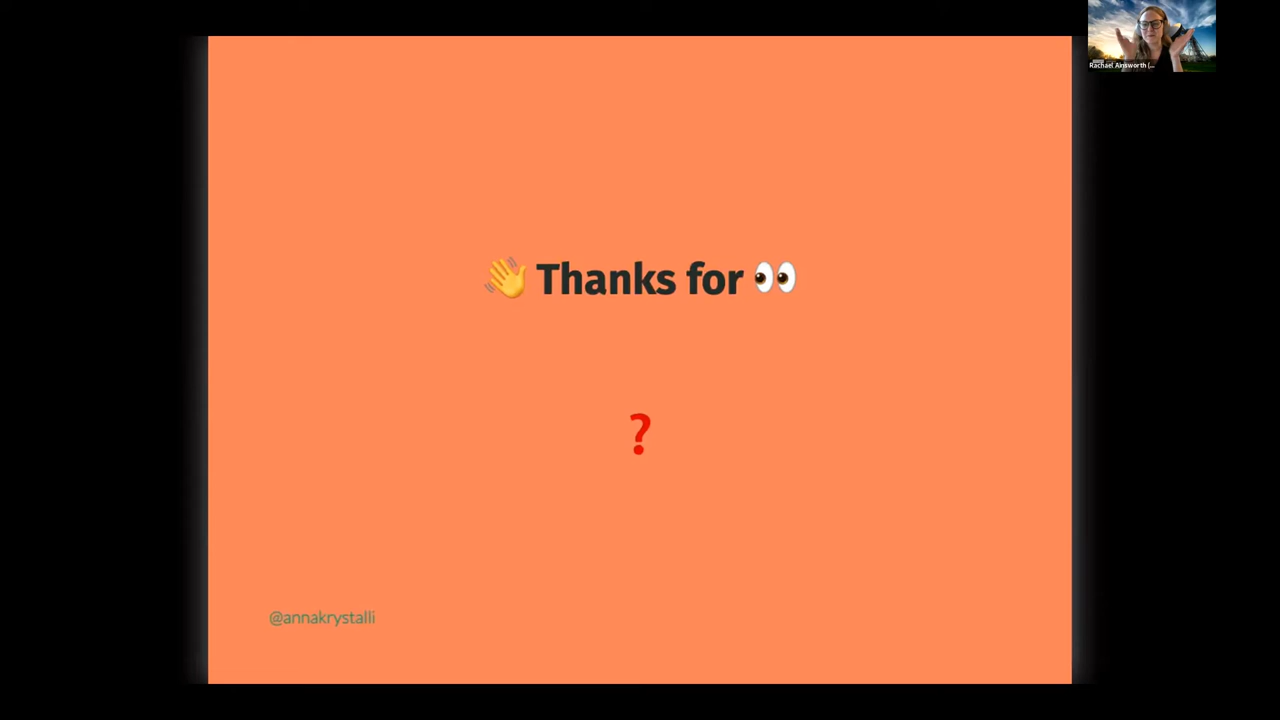 Rachael Ainsworth (...
👋 Thanks for 👀
?
@annakrystalli